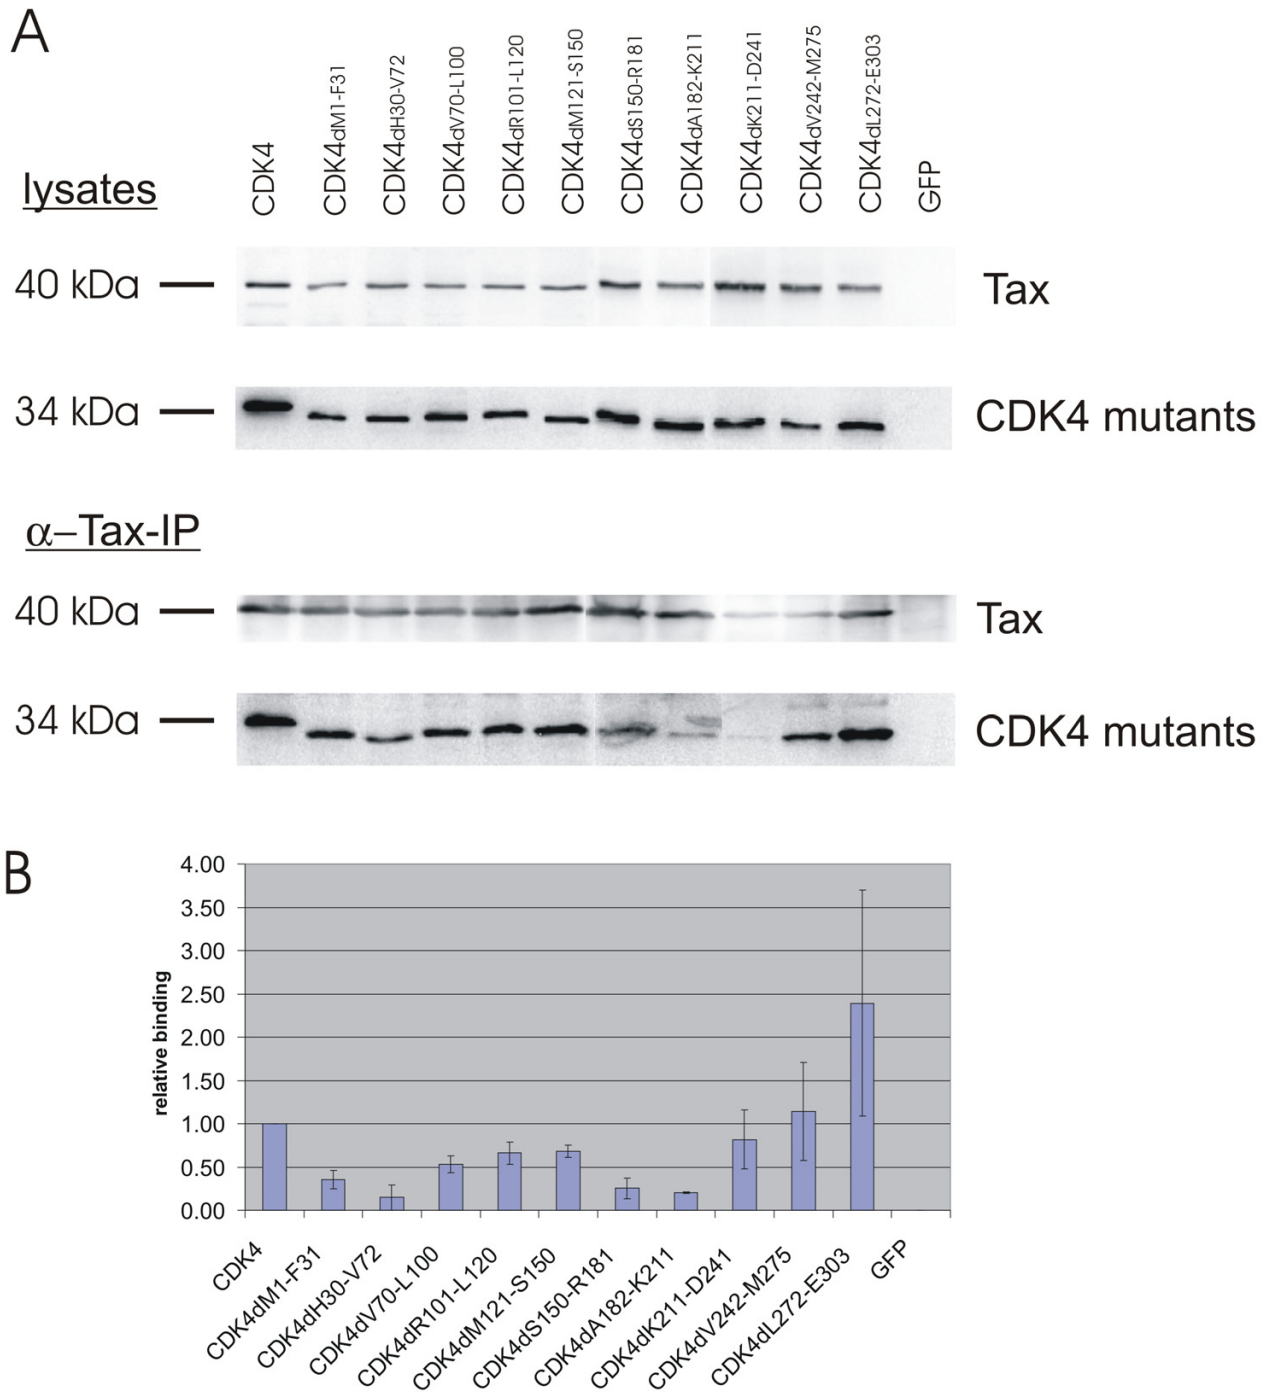 A
CDK4
CDK4dM1-F31
CDK4dH30-V72
CDK4dV70-L100
CDK4dR101-L120
CDK4dM121-S150
CDK4dS150-R181
CDK4dA182-K211
CDK4dK211-D241
CDK4dV242-M275
CDK4dL272-E303
GFP
lysates
40 kDa
Tax
34 kDa
CDK4 mutants
α–Tax-IP
40 kDa
Tax
34 kDa
CDK4 mutants
B
relative binding
4.00
3.50
3.00
2.50
2.00
1.50
1.00
0.50
0.00
CDK4
CDK4dM1-F31
CDK4dH30-V72
CDK4dV70-L100
CDK4dR101-L120
CDK4dM121-S150
CDK4dS150-R181
CDK4dA182-K211
CDK4dK211-D241
CDK4dV242-M275
CDK4dL272-E303
GFP